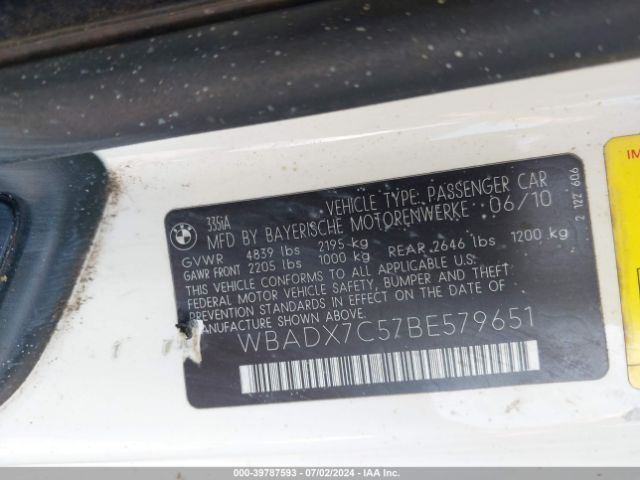 335iA VEHICLE TYPE: PASSENGER CAR
MFD BY BAYERISCHE MOTORENWERKE 06/10
GVWR 4839 lbs 2195 kg
GAWR FRONT 2205 lbs 1000 kg REAR 2646 lbs 1200 kg
THIS VEHICLE CONFORMS TO ALL APPLICABLE U.S.
FEDERAL MOTOR VEHICLE SAFETY, BUMPER, AND THEFT
PREVENTION STANDARDS IN EFFECT ON THE DATE OF
MANUFACTURE SHOWN ABOVE.
WBADX7C57BE579651
2 122 606
IM
000-39787593 - 07/02/2024 - IAA Inc.